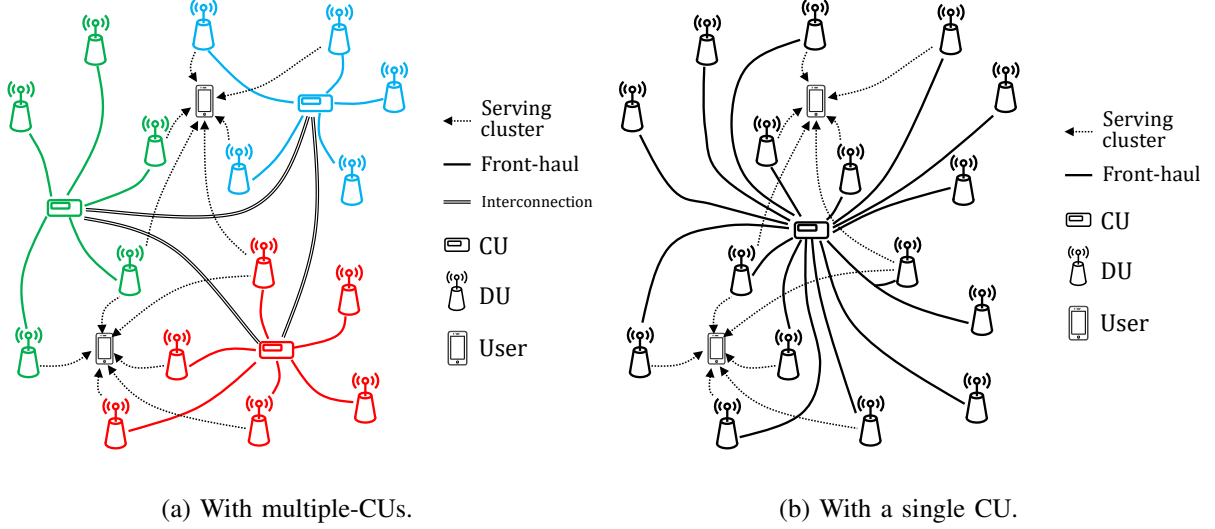 Serving
cluster
Front-haul
Interconnection
CU
DU
User
(a) With multiple-CUs.
Serving
cluster
Front-haul
CU
DU
User
(b) With a single CU.